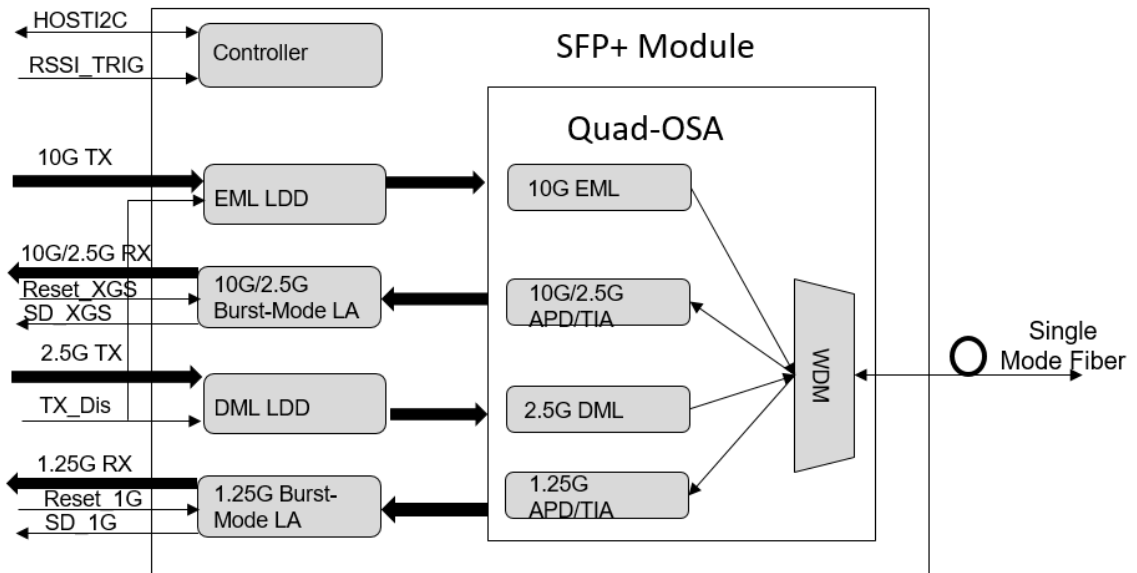 HOSTI2C
RSSI_TRIG
Controller
SFP+ Module
Quad-OSA
10G TX
EML LDD
10G EML
10G/2.5G RX
Reset_XGS
SD_XGS
10G/2.5G
Burst-Mode LA
10G/2.5G
APD/TIA
2.5G TX
TX_Dis
DML LDD
2.5G DML
1.25G RX
Reset_1G
SD_1G
1.25G Burst-
Mode LA
1.25G
APD/TIA
WDM
Single
Mode Fiber